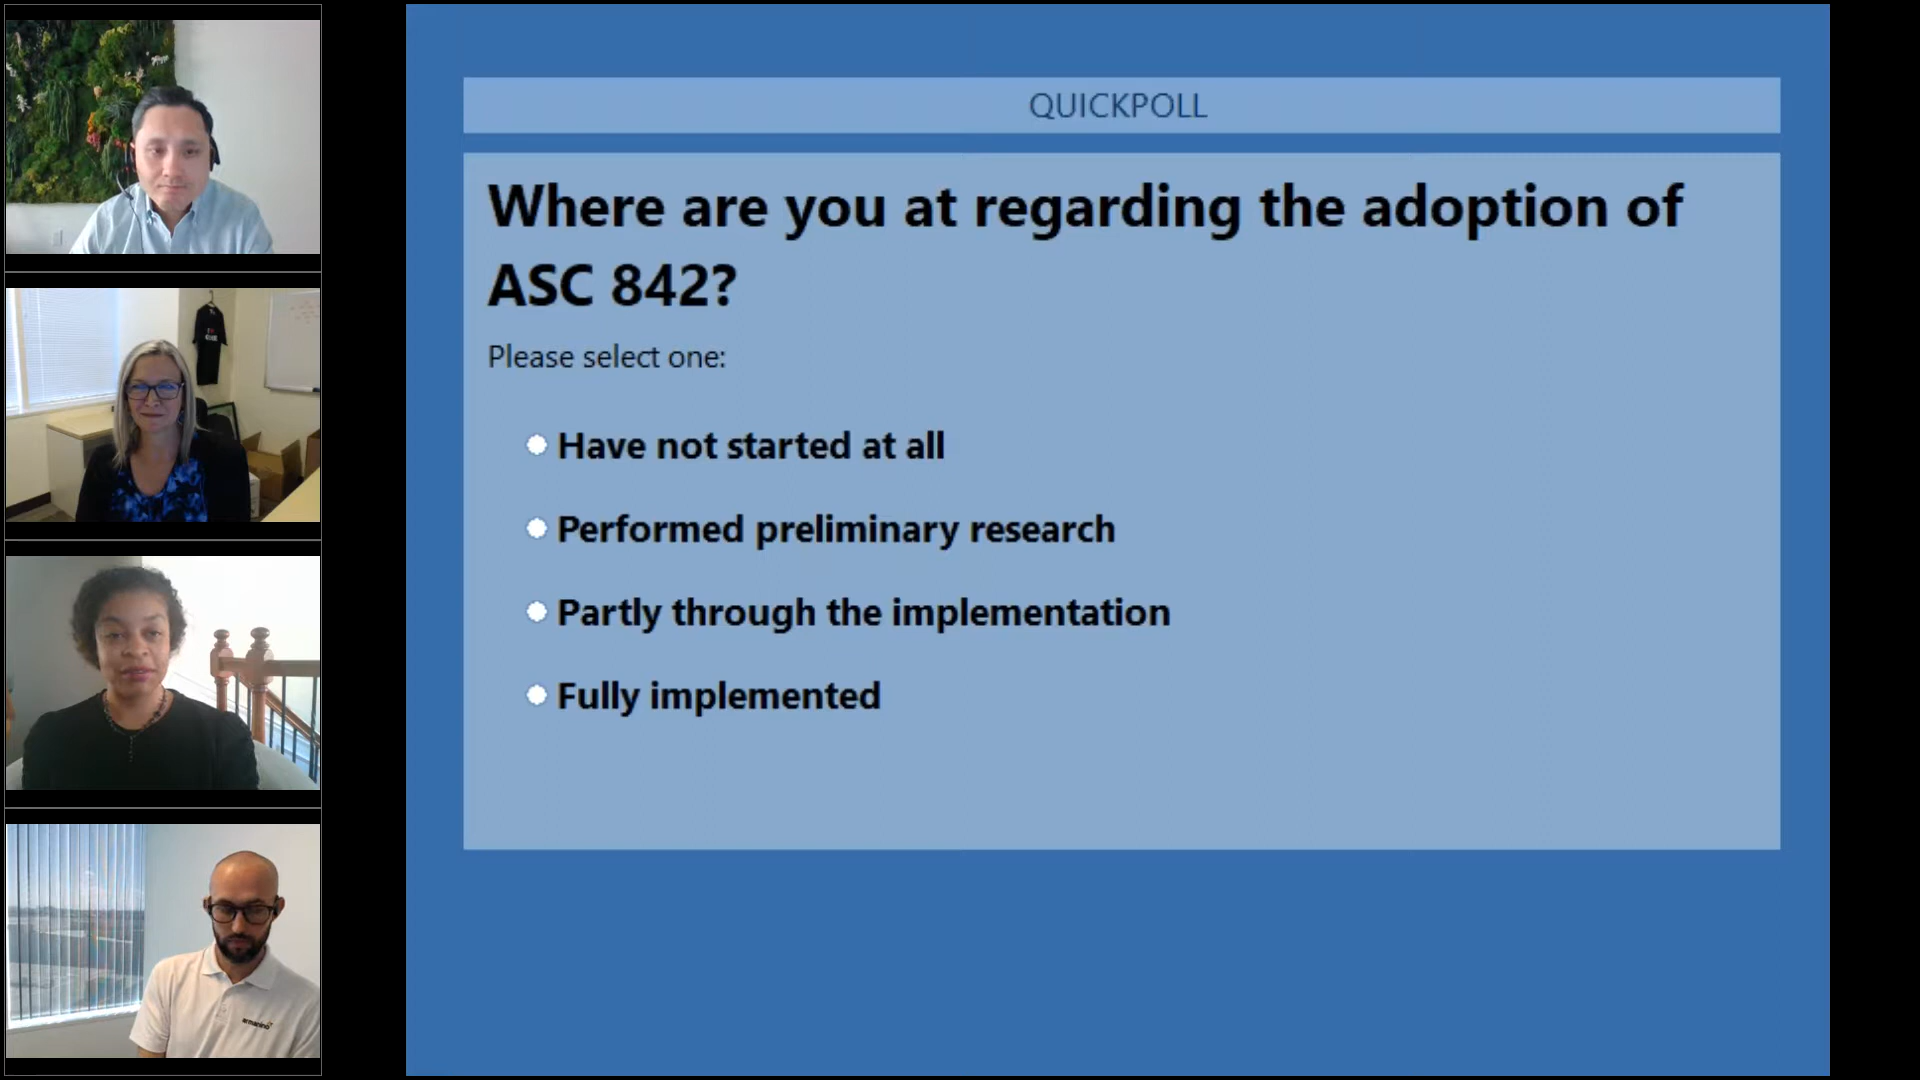 QUICKPOLL
Where are you at regarding the adoption of
ASC 842?
Please select one:
Have not started at all
Performed preliminary research
Partly through the implementation
Fully implemented
armanino